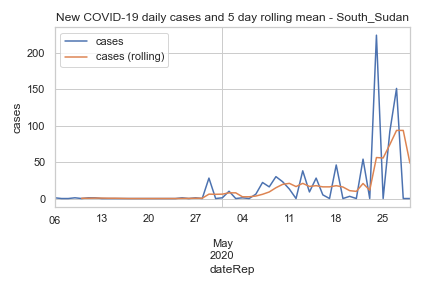 New COVID-19 daily cases and 5 day rolling mean - South_Sudan
cases
cases (rolling)
cases
200
150
100
50
0
06 13 20 27 04 11 18 25
May
2020
dateRep